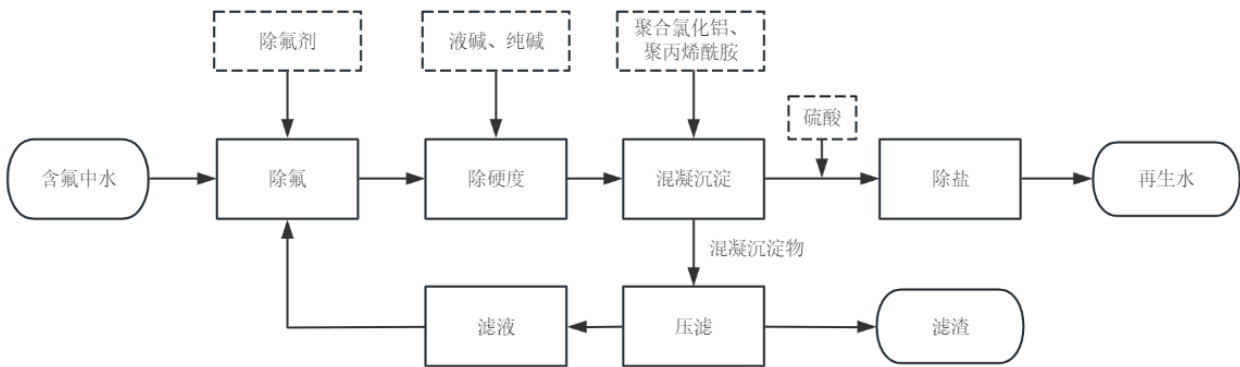 除氟剂
液碱、纯碱
聚合氯化铝、
聚丙烯酰胺
硫酸
含氟中水
除氟
除硬度
混凝沉淀
除盐
再生水
混凝沉淀物
滤液
压滤
滤渣